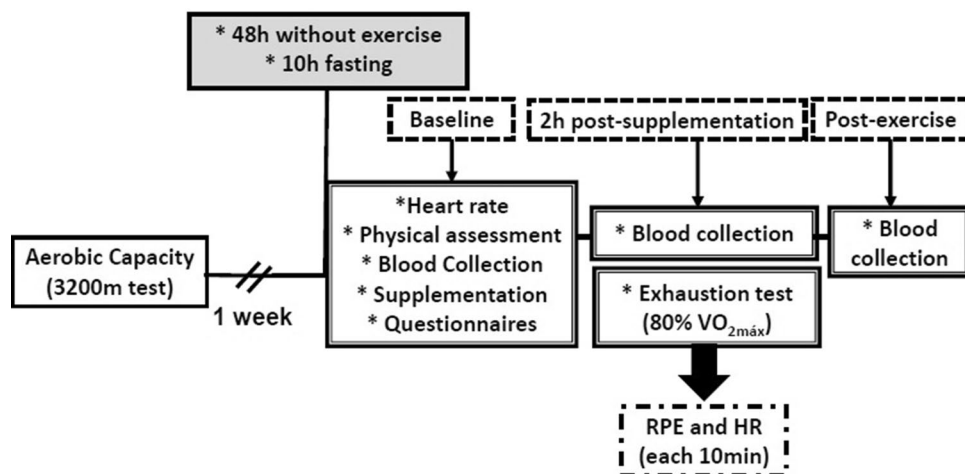 * 48h without exercise
* 10h fasting
Baseline
2h post-supplementation
Post-exercise
*Heart rate
* Physical assessment
* Blood Collection
* Supplementation
* Questionnaires
* Blood collection
* Blood
collection
Aerobic Capacity
(3200m test)
1 week
* Exhaustion test
(80% VO2máx)
RPE and HR
(each 10min)